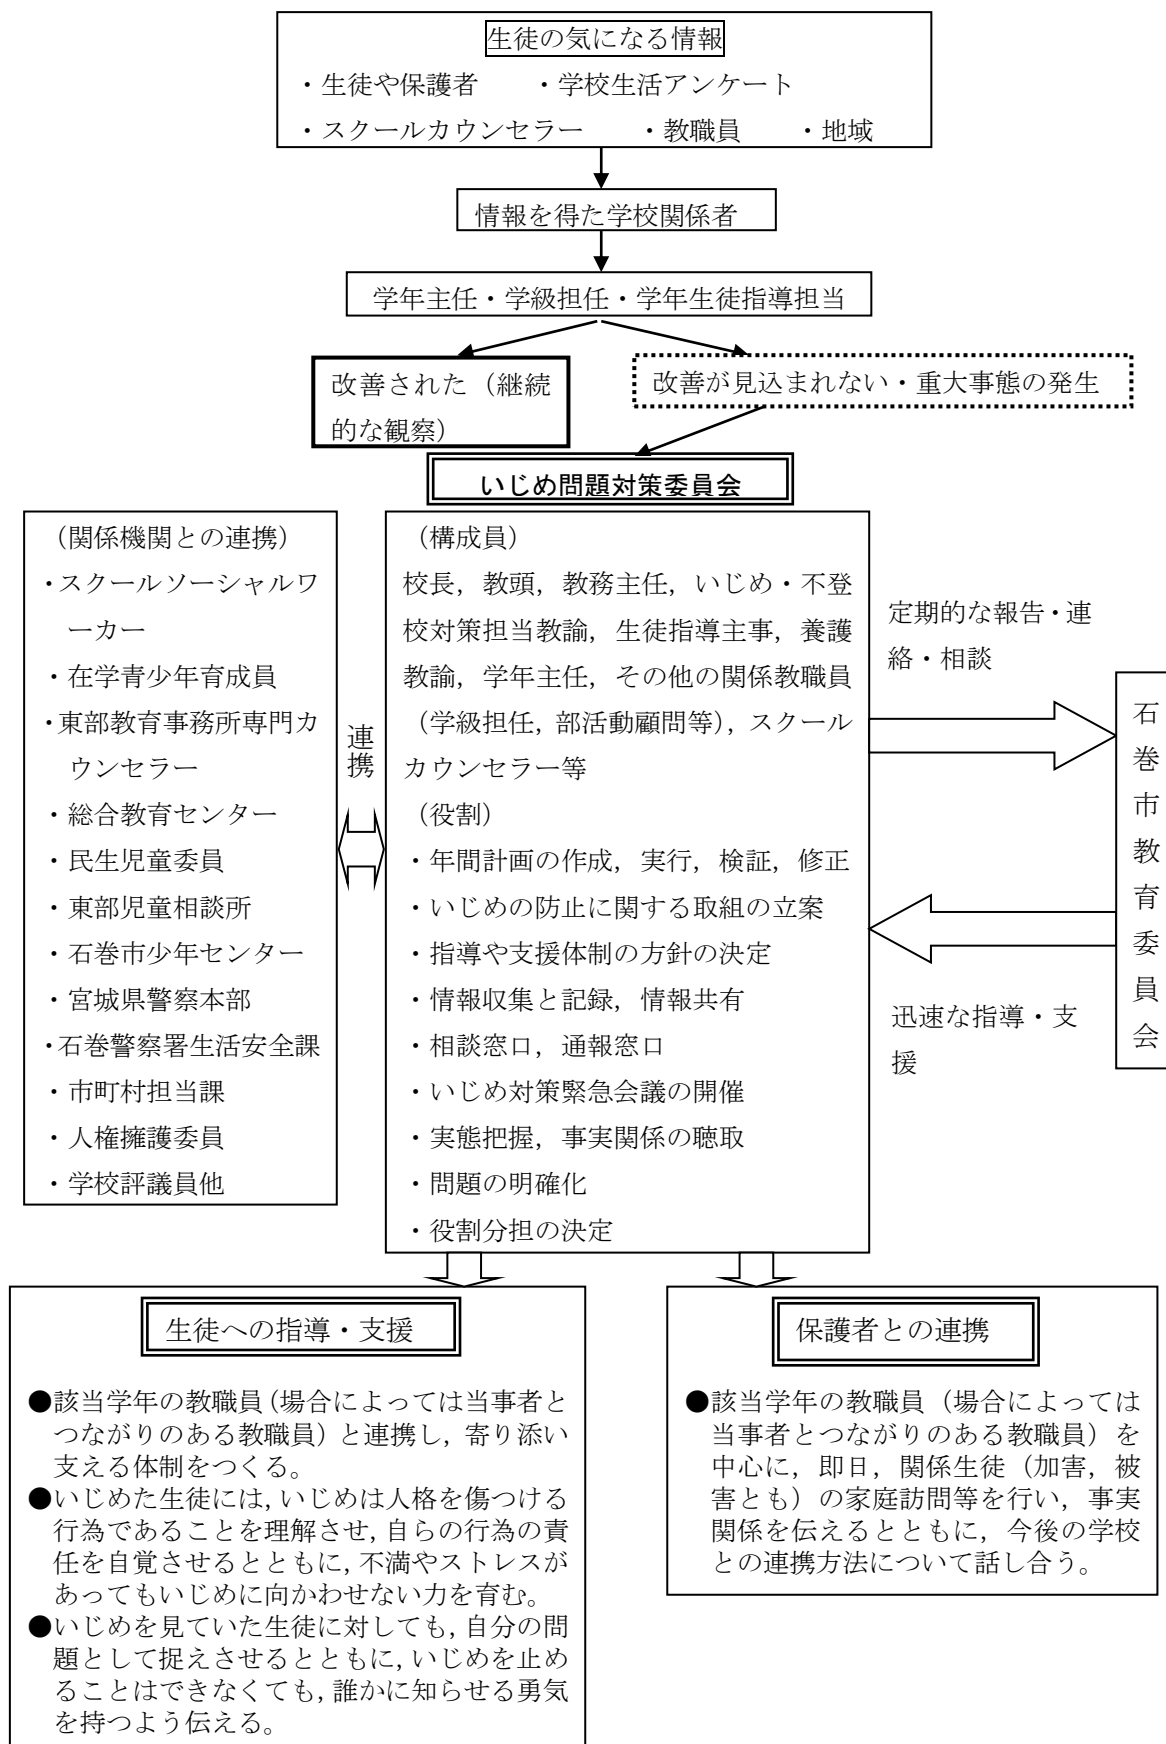 生徒の気になる情報
・生徒や保護者　　・学校生活アンケート
・スクールカウンセラー　　・教職員　　・地域
情報を得た学校関係者
学年主任・学級担任・学年生徒指導担当
改善された（継続
的な観察）
改善が見込まれない・重大事態の発生
いじめ問題対策委員会
（関係機関との連携）
・スクールソーシャルワ
ーカー
・在学青少年育成員
・東部教育事務所専門カ
ウンセラー
・総合教育センター
・民生児童委員
・東部児童相談所
・石巻市少年センター
・宮城県警察本部
・石巻警察署生活安全課
・市町村担当課
・人権擁護委員
・学校評議員他
連携
（構成員）
校長，教頭，教務主任，いじめ・不登
校対策担当教諭，生徒指導主事，養護
教諭，学年主任，その他の関係教職員
（学級担任，部活動顧問等），スクール
カウンセラー等
（役割）
・年間計画の作成，実行，検証，修正
・いじめの防止に関する取組の立案
・指導や支援体制の方針の決定
・情報収集と記録，情報共有
・相談窓口，通報窓口
・いじめ対策緊急会議の開催
・実態把握，事実関係の聴取
・問題の明確化
・役割分担の決定
定期的な報告・連
絡・相談
石巻市教育委員会
迅速な指導・支
援
生徒への指導・支援
●該当学年の教職員（場合によっては当事者と
つながりのある教職員）と連携し，寄り添い
支える体制をつくる。
●いじめた生徒には，いじめは人格を傷つける
行為であることを理解させ，自らの行為の責
任を自覚させるとともに，不満やストレスが
あってもいじめに向かわせない力を育む。
●いじめを見ていた生徒に対しても，自分の問
題として捉えさせるとともに，いじめを止め
ることはできなくても，誰かに知らせる勇気
を持つよう伝える。
保護者との連携
●該当学年の教職員（場合によっては
当事者とつながりのある教職員）を
中心に，即日，関係生徒（加害，被
害とも）の家庭訪問等を行い，事実
関係を伝えるとともに，今後の学校
との連携方法について話し合う。